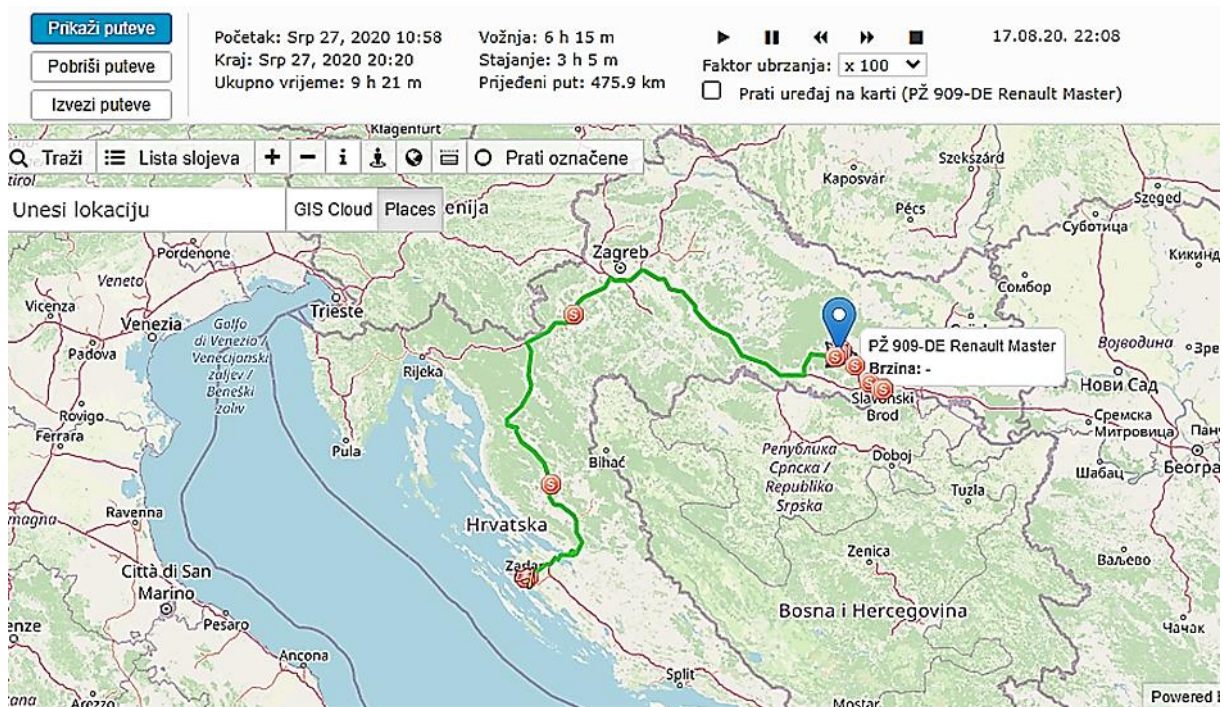 Prikaži puteve
Pobriši puteve
Izvezi puteve
Početak: Srp 27, 2020 10:58
Kraj: Srp 27, 2020 20:20
Ukupno vrijeme: 9 h 21 m
Vožnja: 6 h 15 m
Stajanje: 3 h 5 m
Prijeđeni put: 475.9 km
17.08.20. 22:08
Faktor ubrzanja: x 100
Prati uređaj na karti (PŽ 909-DE Renault Master)
Klagenfurt
Traži
Lista slojeva
+ − i
Prati označene
tirol
Unesi lokaciju
GIS Cloud
Places
enija
Szekszárd
Kaposvár
Pécs
Szeged
Суботица
Pordenone
Zagreb
Кикинд
Veneto
Сомбор
Vicenza
Venezia
Trieste
Golfo
di Venezia /
Venecijanski
zaljev /
Beneški
zaliv
Padova
Rijeka
PŽ 909-DE Renault Master
Brzina: -
Војводина
Зре
Нови Сад
Rovigo
Pula
Slavonski
Brod
Сремска
Митровица
Ferrara
Bihać
Република
Српска /
Republika
Srpska
Doboj
Шабац
Београ
Tuzla
Ravenna
magna
Hrvatska
Zadar
Zenica
Ваљево
Città di San
Marino
Bosna i Hercegovina
Pesaro
Чачак
enze
Ancona
Split
Arezzo
Mostar
Powered
S
S
S
S
S
S